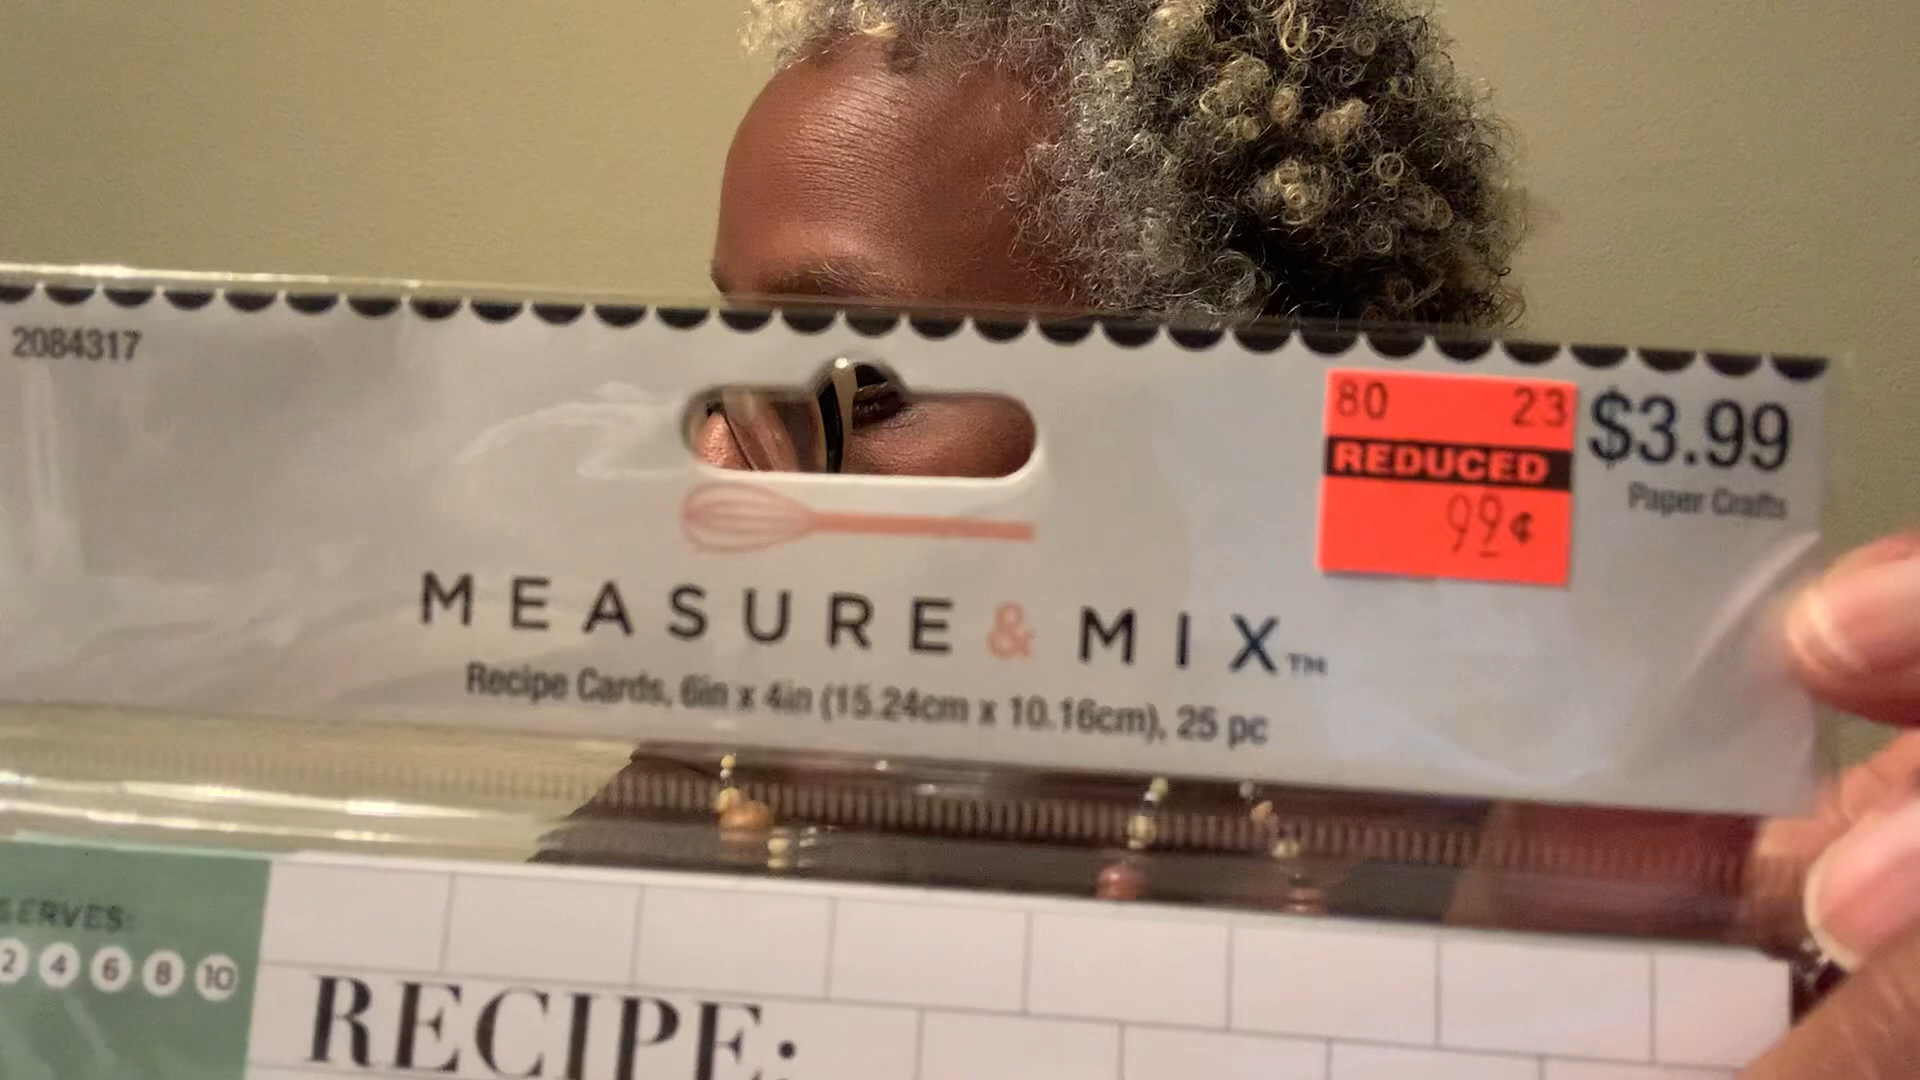 2084317
80 23
REDUCED
99¢
$3.99
Paper Crafts
MEASURE & MIX™
Recipe Cards, 6in x 4in (15.24cm x 10.16cm), 25 pc
SERVES:
2 4 6 8 10
RECIPE: